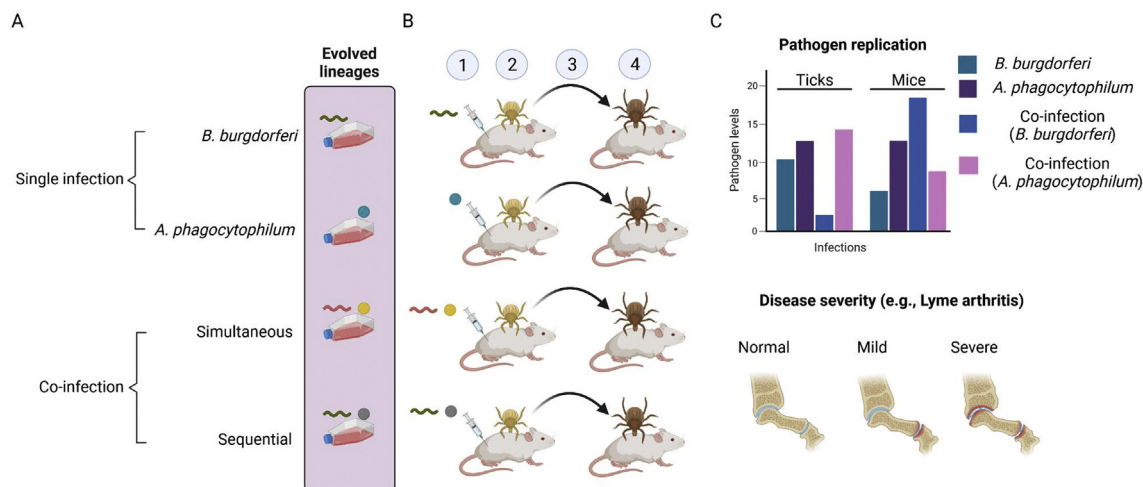 A
Evolved
lineages
Single infection
B. burgdorferi
A. phagocytophilum
Co-infection
Simultaneous
Sequential
B
1
2
3
4
C
Pathogen replication
Ticks
Mice
Pathogen levels
20
15
10
5
0
Infections
B. burgdorferi
A. phagocytophilum
Co-infection
(B. burgdorferi)
Co-infection
(A. phagocytophilum)
Disease severity (e.g., Lyme arthritis)
Normal
Mild
Severe